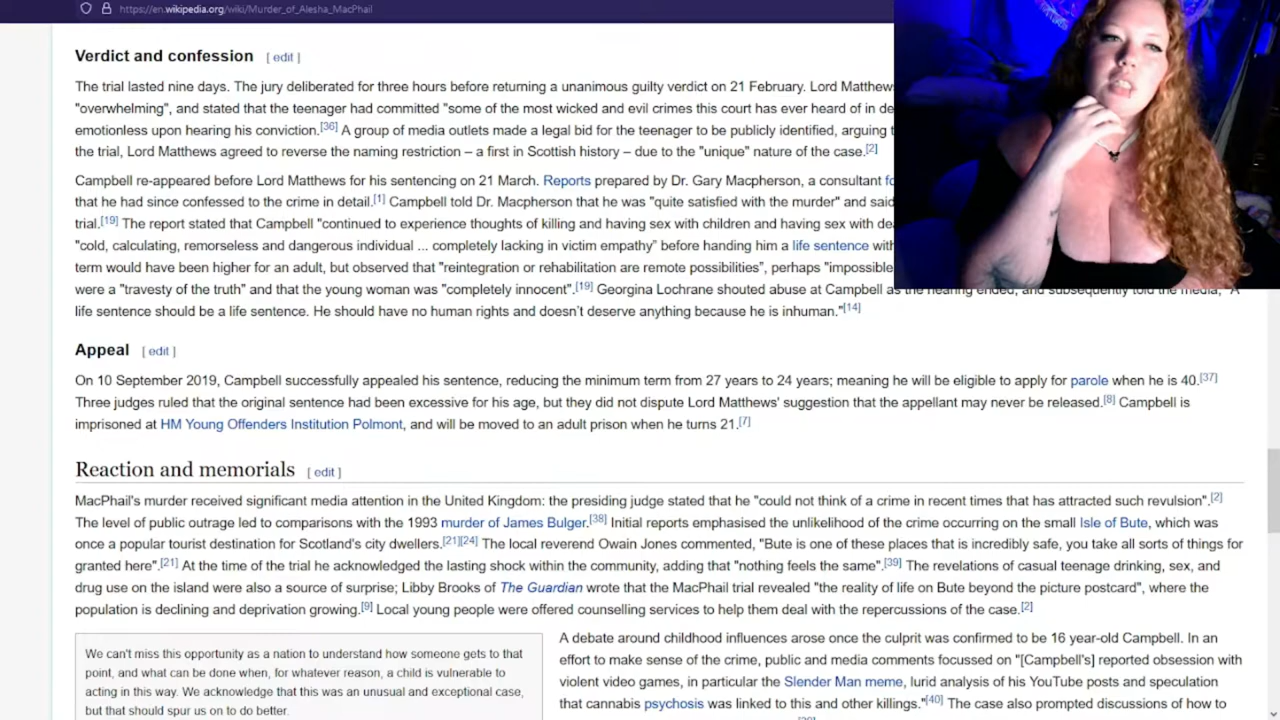 https://en.wikipedia.org/wiki/Murder_of_Alesha_MacPhail
Verdict and confession [ edit ]
The trial lasted nine days. The jury deliberated for three hours before returning a unanimous guilty verdict on 21 February. Lord Matthews
"overwhelming", and stated that the teenager had committed "some of the most wicked and evil crimes this court has ever heard of in de
emotionless upon hearing his conviction.[36] A group of media outlets made a legal bid for the teenager to be publicly identified, arguing t
the trial, Lord Matthews agreed to reverse the naming restriction – a first in Scottish history – due to the "unique" nature of the case.[2]
Campbell re-appeared before Lord Matthews for his sentencing on 21 March. Reports prepared by Dr. Gary Macpherson, a consultant fo
that he had since confessed to the crime in detail.[1] Campbell told Dr. Macpherson that he was "quite satisfied with the murder" and said
trial.[19] The report stated that Campbell "continued to experience thoughts of killing and having sex with children and having sex with de
"cold, calculating, remorseless and dangerous individual ... completely lacking in victim empathy" before handing him a life sentence with
term would have been higher for an adult, but observed that "reintegration or rehabilitation are remote possibilities", perhaps "impossible
were a "travesty of the truth" and that the young woman was "completely innocent".[19] Georgina Lochrane shouted abuse at Campbell as the hearing ended, and subsequently told the media, "A
life sentence should be a life sentence. He should have no human rights and doesn't deserve anything because he is inhuman."[14]
Appeal [ edit ]
On 10 September 2019, Campbell successfully appealed his sentence, reducing the minimum term from 27 years to 24 years; meaning he will be eligible to apply for parole when he is 40.[37]
Three judges ruled that the original sentence had been excessive for his age, but they did not dispute Lord Matthews' suggestion that the appellant may never be released.[8] Campbell is
imprisoned at HM Young Offenders Institution Polmont, and will be moved to an adult prison when he turns 21.[7]
Reaction and memorials [ edit ]
MacPhail's murder received significant media attention in the United Kingdom: the presiding judge stated that he "could not think of a crime in recent times that has attracted such revulsion".[2]
The level of public outrage led to comparisons with the 1993 murder of James Bulger.[38] Initial reports emphasised the unlikelihood of the crime occurring on the small Isle of Bute, which was
once a popular tourist destination for Scotland's city dwellers.[21][24] The local reverend Owain Jones commented, "Bute is one of these places that is incredibly safe, you take all sorts of things for
granted here".[21] At the time of the trial he acknowledged the lasting shock within the community, adding that "nothing feels the same".[39] The revelations of casual teenage drinking, sex, and
drug use on the island were also a source of surprise; Libby Brooks of The Guardian wrote that the MacPhail trial revealed "the reality of life on Bute beyond the picture postcard", where the
population is declining and deprivation growing.[9] Local young people were offered counselling services to help them deal with the repercussions of the case.[2]
We can't miss this opportunity as a nation to understand how someone gets to that
point, and what can be done when, for whatever reason, a child is vulnerable to
acting in this way. We acknowledge that this was an unusual and exceptional case,
but that should spur us on to do better.
A debate around childhood influences arose once the culprit was confirmed to be 16 year-old Campbell. In an
effort to make sense of the crime, public and media comments focussed on "[Campbell's] reported obsession with
violent video games, in particular the Slender Man meme, lurid analysis of his YouTube posts and speculation
that cannabis psychosis was linked to this and other killings."[40] The case also prompted discussions of how to